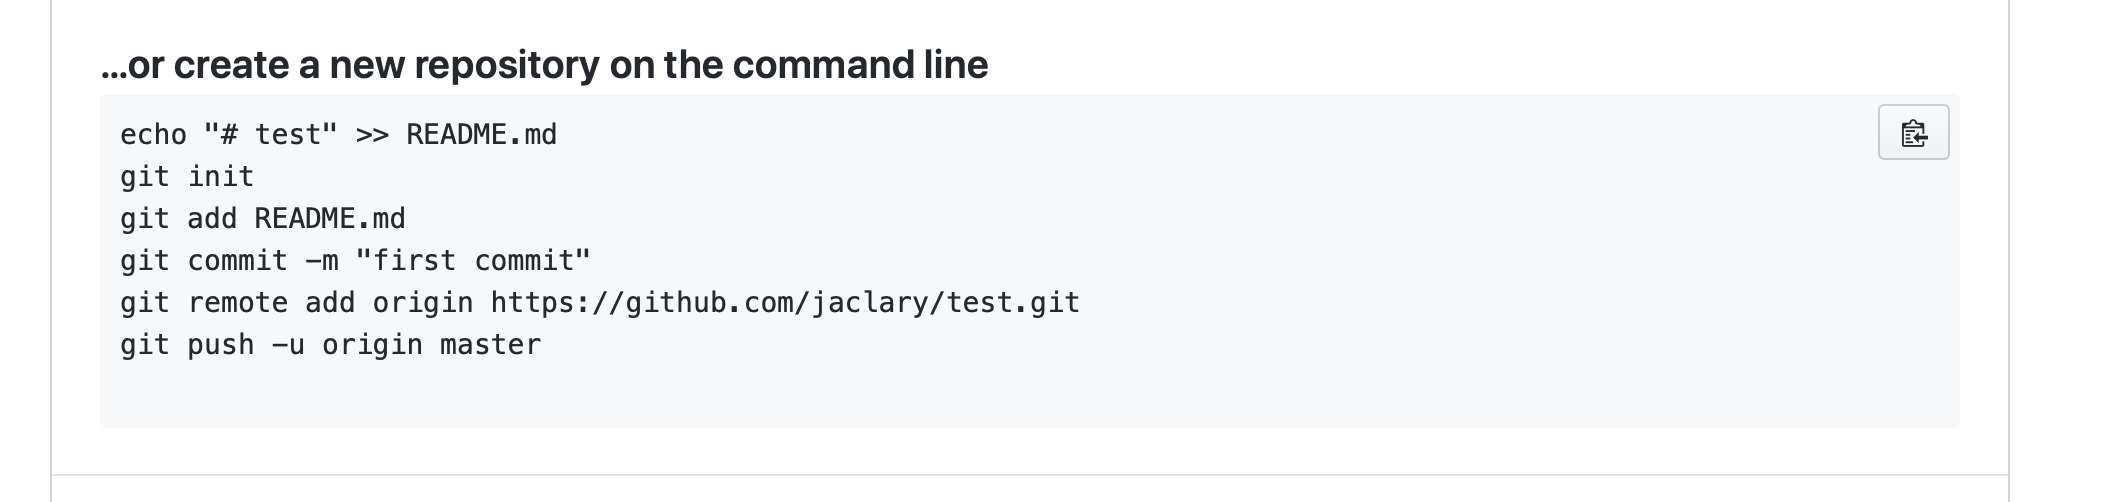 ...or create a new repository on the command line
echo "# test" >> README.md
git init
git add README.md
git commit -m "first commit"
git remote add origin https://github.com/jaclary/test.git
git push -u origin master